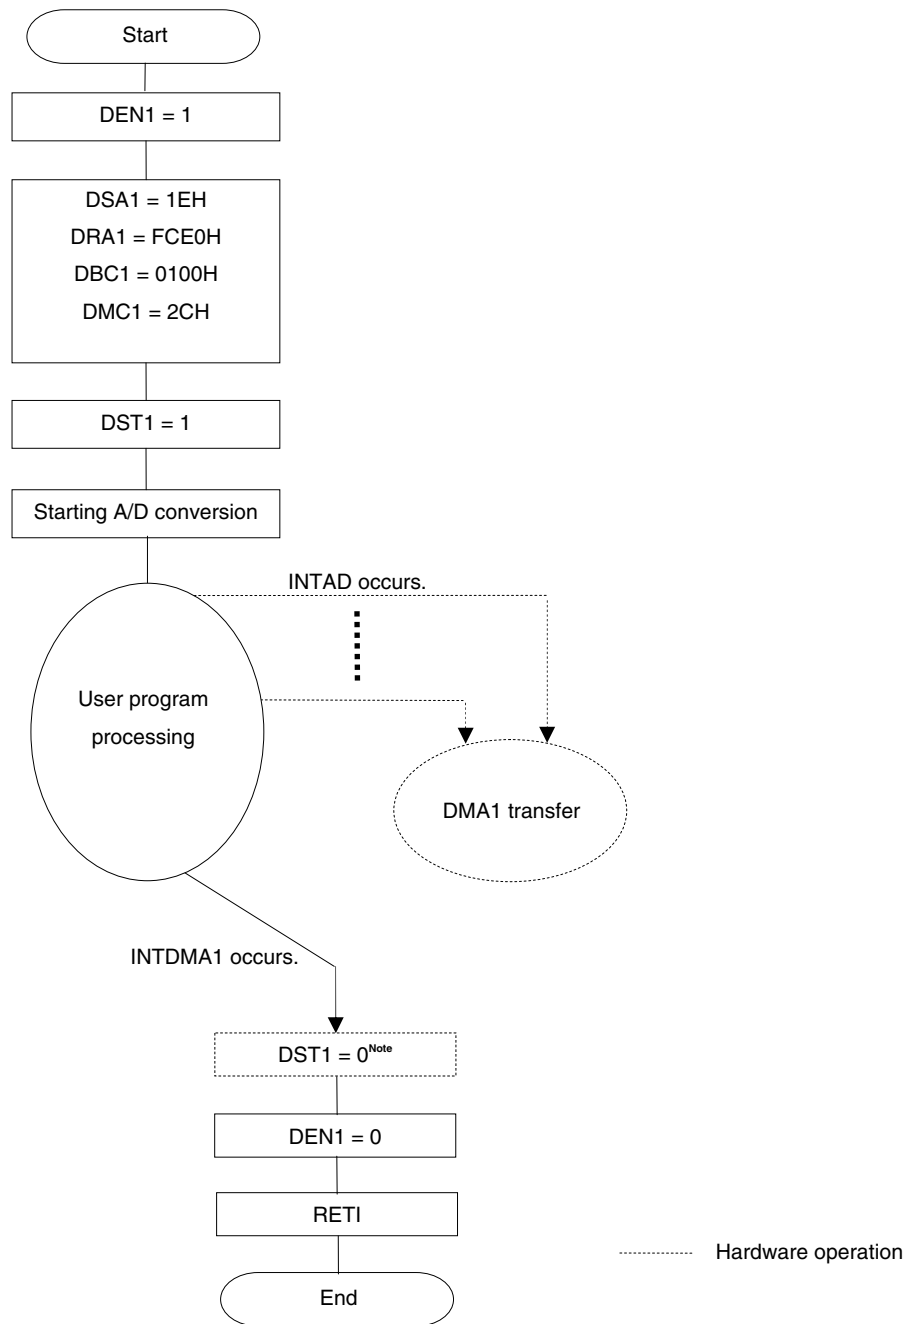 Start
DEN1 = 1
DSA1 = 1EH
DRA1 = FCE0H
DBC1 = 0100H
DMC1 = 2CH
DST1 = 1
Starting A/D conversion
INTAD occurs.
User program
processing
DMA1 transfer
INTDMA1 occurs.
DST1 = 0Note
DEN1 = 0
RETI
Hardware operation
End